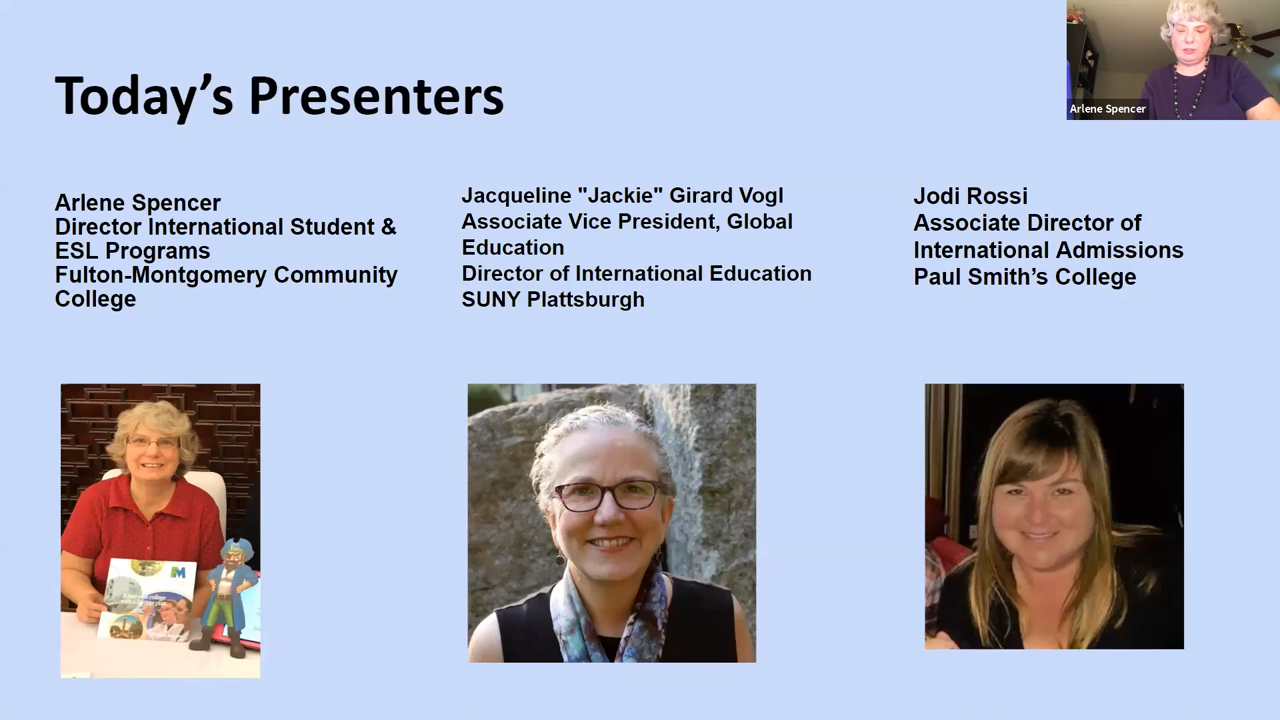 Today’s Presenters
Arlene Spencer
Arlene Spencer
Director International Student &
ESL Programs
Fulton-Montgomery Community
College
Jacqueline "Jackie" Girard Vogl
Associate Vice President, Global
Education
Director of International Education
SUNY Plattsburgh
Jodi Rossi
Associate Director of
International Admissions
Paul Smith’s College